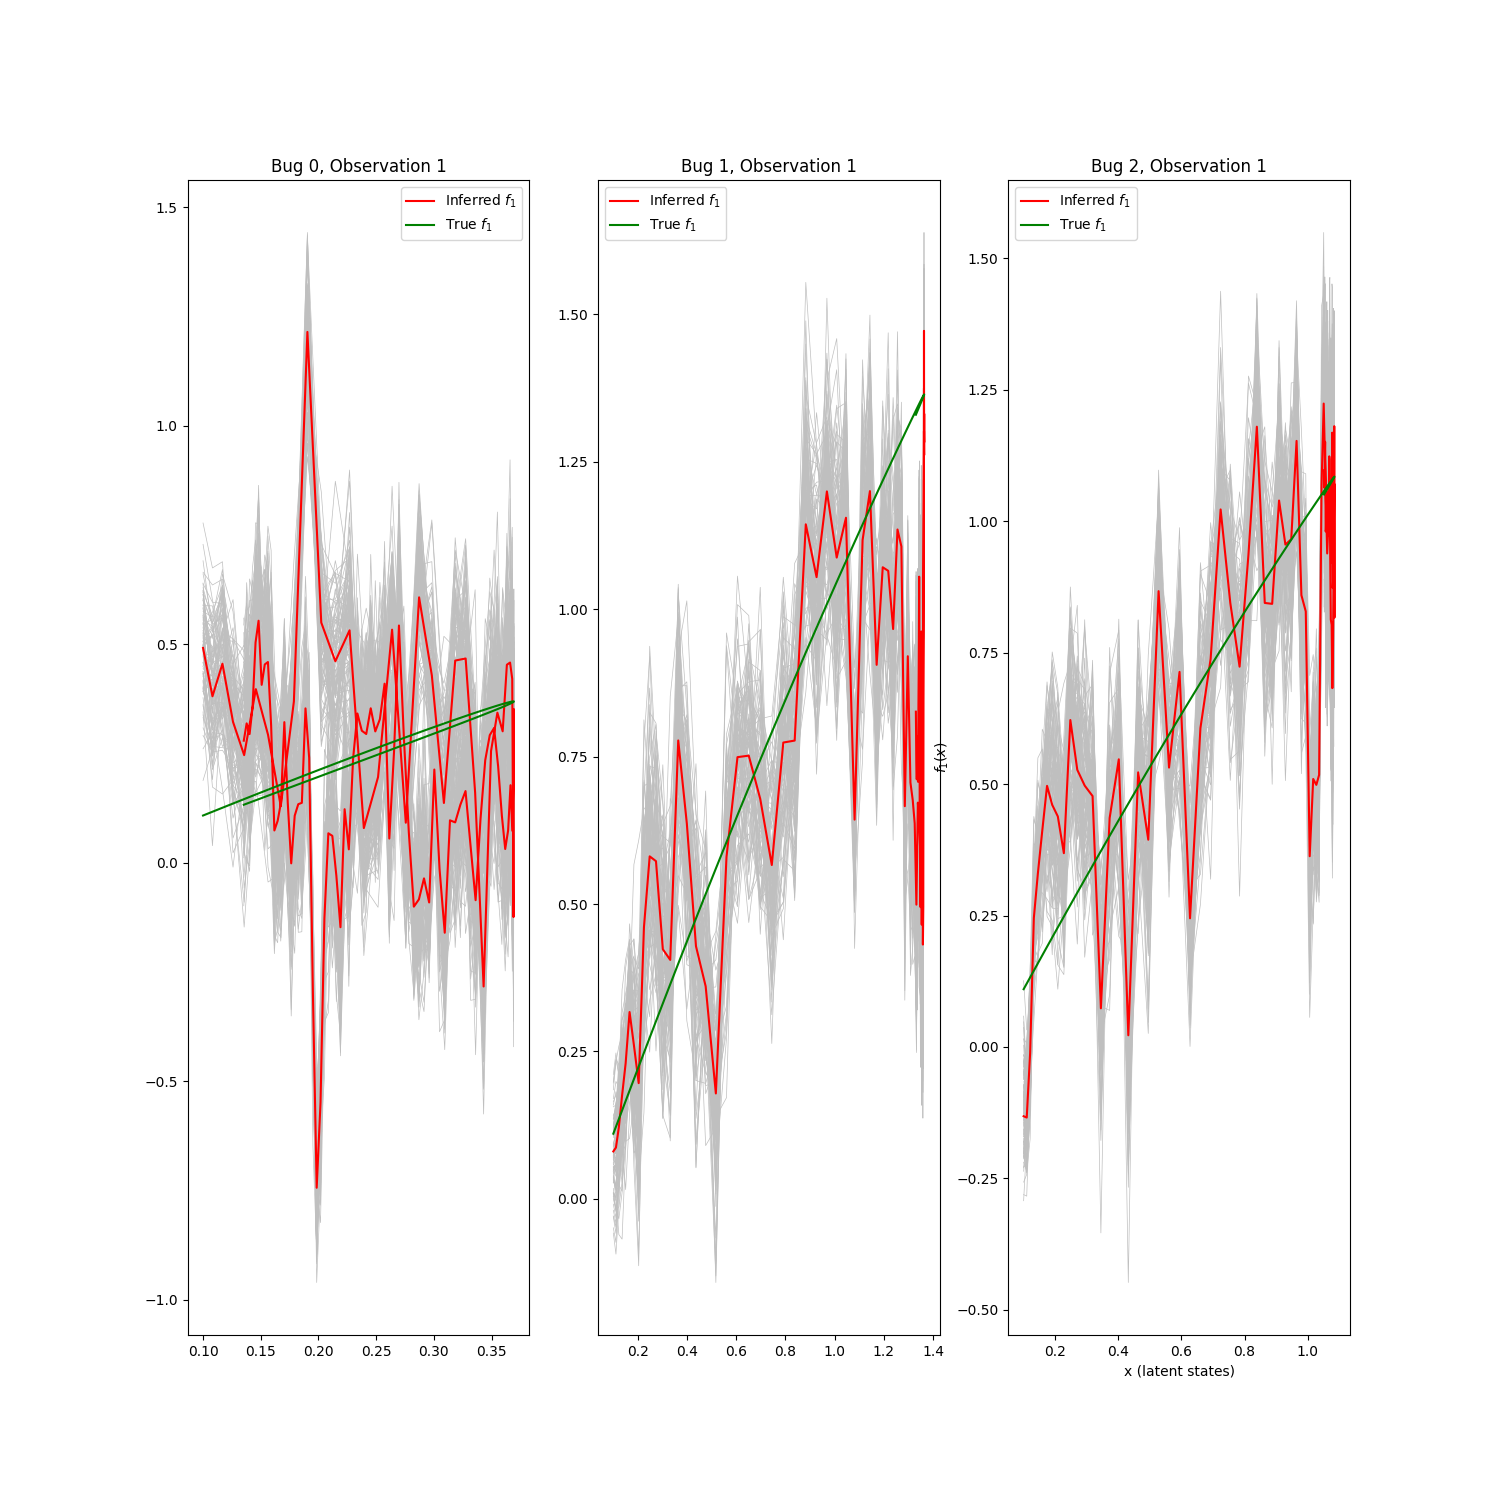 Bug 0, Observation 1
Inferred f₁
True f₁
1.5
1.0
0.5
0.0
−0.5
−1.0
0.10 0.15 0.20 0.25 0.30 0.35
Bug 1, Observation 1
Inferred f₁
True f₁
1.50
1.25
1.00
0.75
0.50
0.25
0.00
0.2 0.4 0.6 0.8 1.0 1.2 1.4
Bug 2, Observation 1
Inferred f₁
True f₁
f₁(x)
1.50
1.25
1.00
0.75
0.50
0.25
0.00
−0.25
−0.50
0.2 0.4 0.6 0.8 1.0
x (latent states)